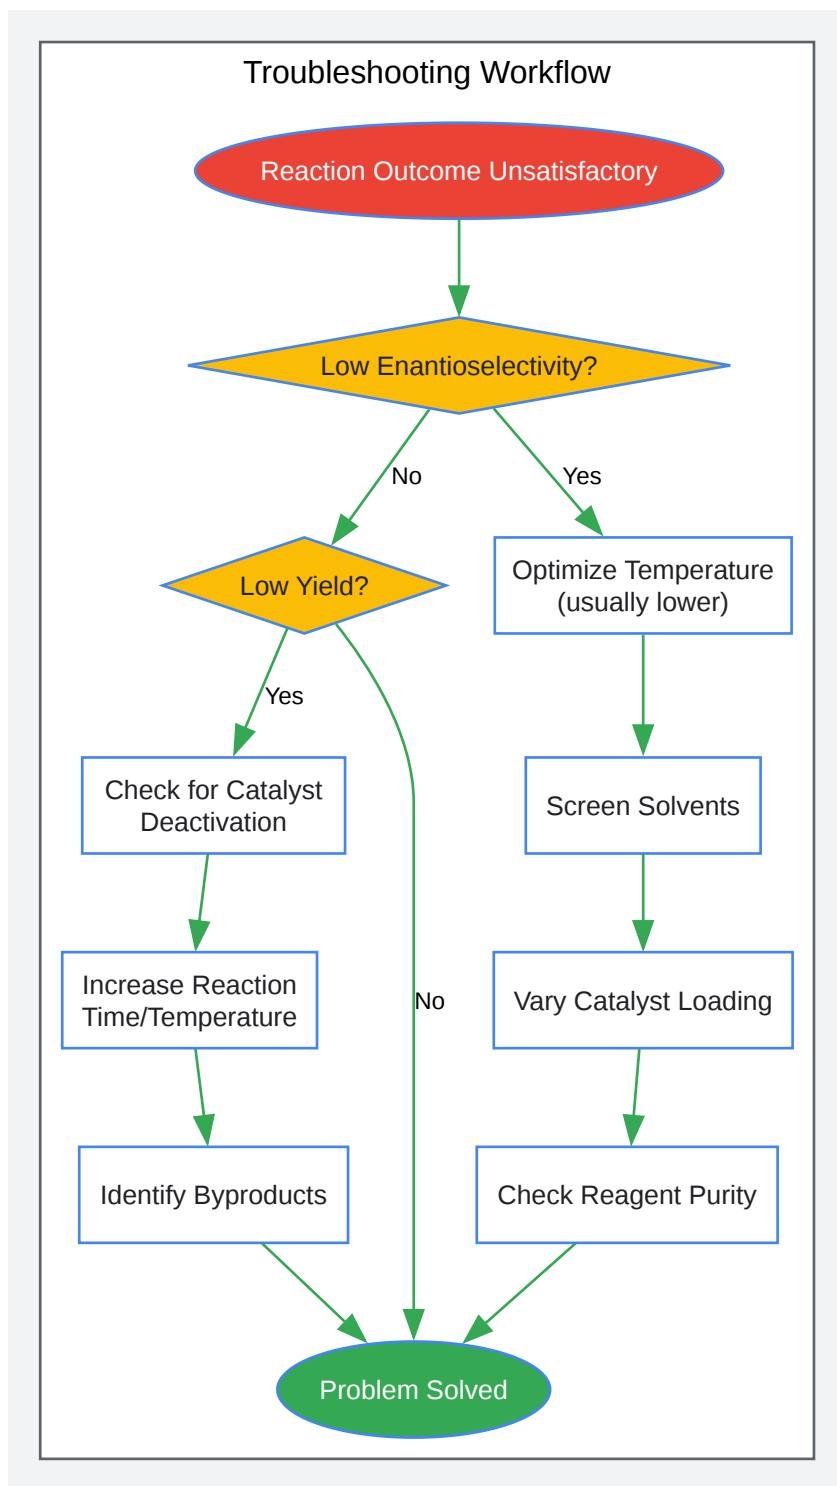 Troubleshooting Workflow
Reaction Outcome Unsatisfactory
Low Enantioselectivity?
No
Yes
Low Yield?
Optimize Temperature
(usually lower)
Yes
Check for Catalyst
Deactivation
Screen Solvents
Increase Reaction
Time/Temperature
No
Vary Catalyst Loading
Identify Byproducts
Check Reagent Purity
Problem Solved